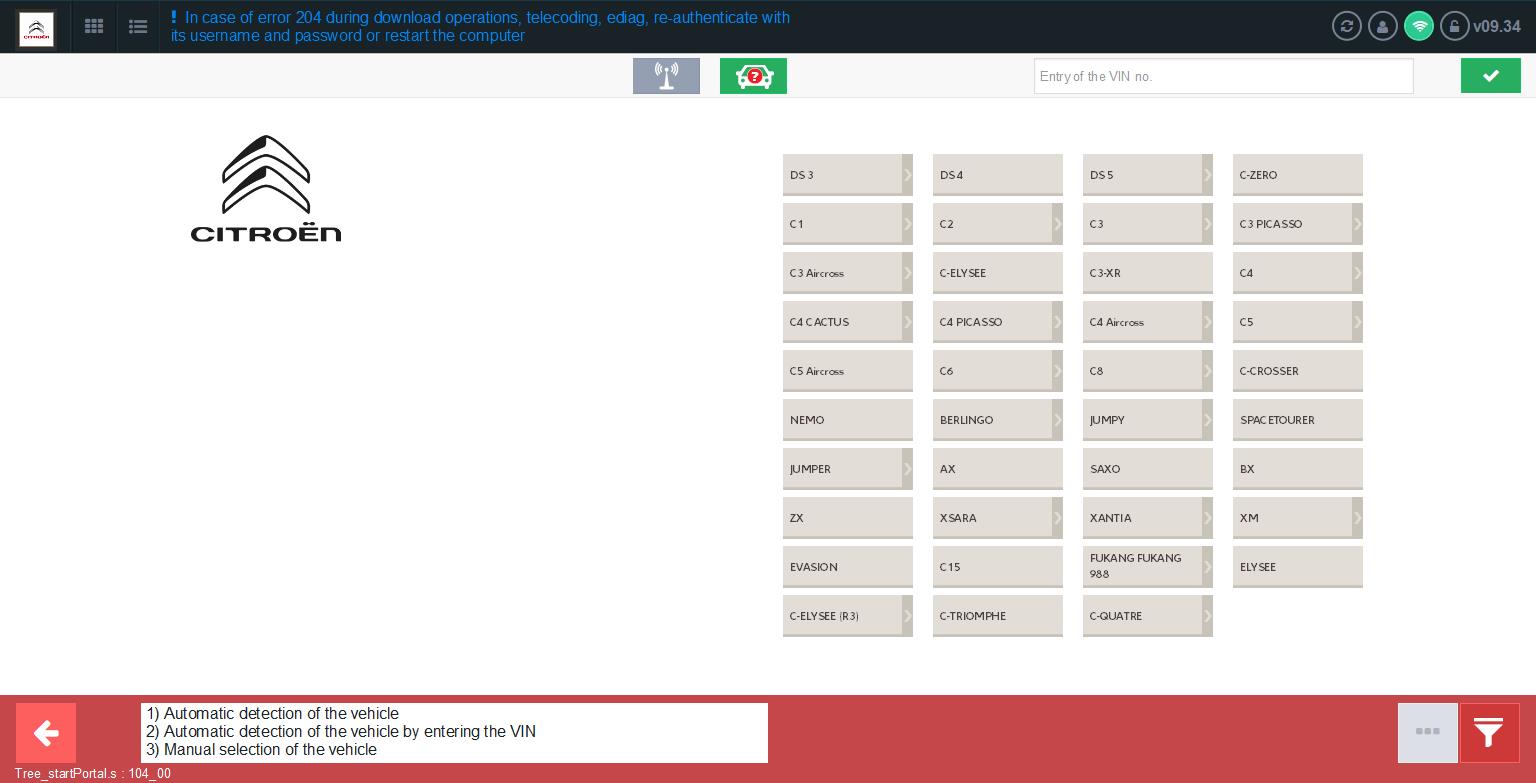 ! In case of error 204 during download operations, telecoding, ediag, re-authenticate with
its username and password or restart the computer
v09.34
Entry of the VIN no.
CITROËN
DS 3
DS 4
DS 5
C-ZERO
C1
C2
C3
C3 PICASSO
C3 Aircross
C-ELYSEE
C3-XR
C4
C4 CACTUS
C4 PICASSO
C4 Aircross
C5
C5 Aircross
C6
C8
C-CROSSER
NEMO
BERLINGO
JUMPY
SPACETOURER
JUMPER
AX
SAXO
BX
ZX
XSARA
XANTIA
XM
EVASION
C15
FUKANG FUKANG
988
ELYSEE
C-ELYSEE (R3)
C-TRIOMPHE
C-QUATRE
1) Automatic detection of the vehicle
2) Automatic detection of the vehicle by entering the VIN
3) Manual selection of the vehicle
Tree_startPortal.s : 104_00